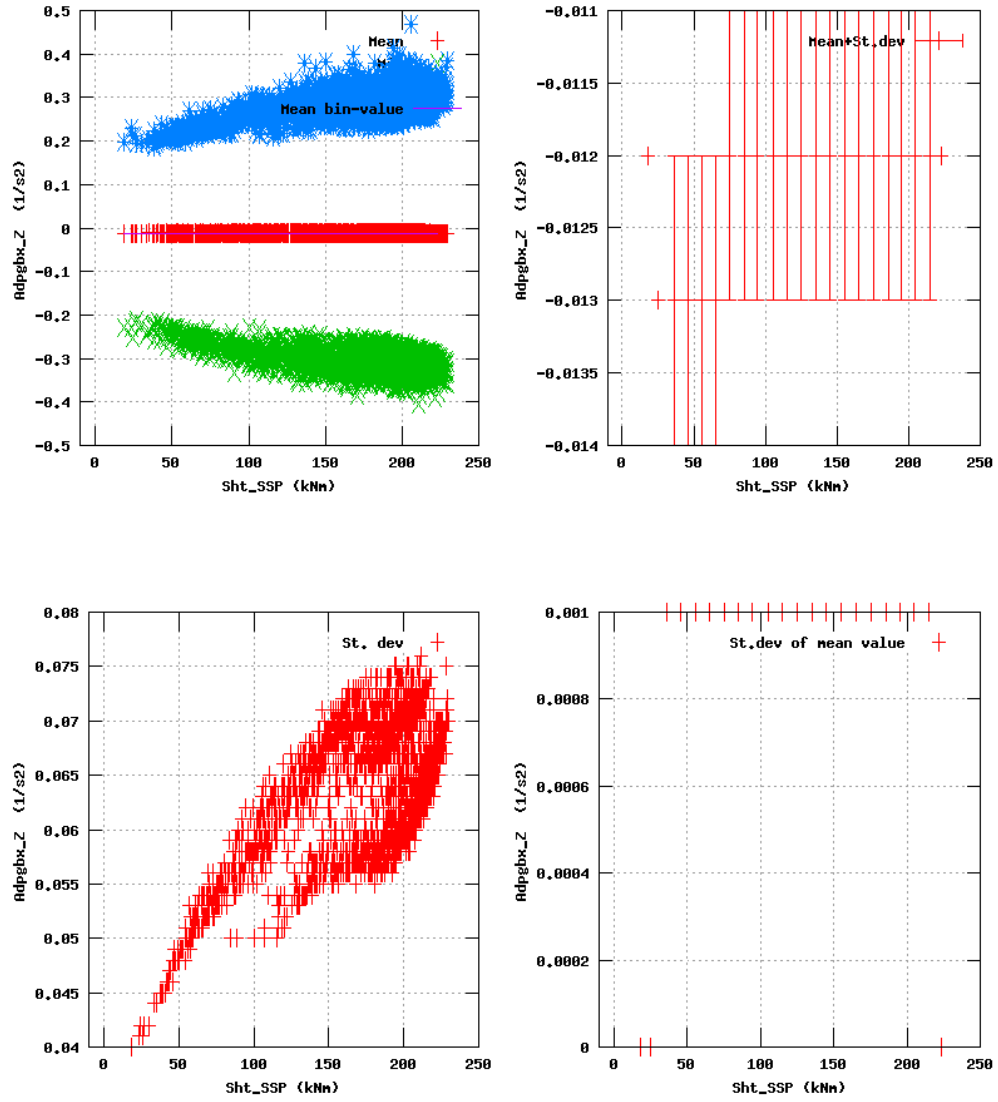 0.5
0.4
0.3
0.2
0.1
0
-0.1
-0.2
-0.3
-0.4
-0.5
0 50 100 150 200 250
Sht_SSP (kNm)
Adpgbx_Z (1/s2)
Mean
Mean bin-value
-0.011
-0.0115
-0.012
-0.0125
-0.013
-0.0135
-0.014
0 50 100 150 200 250
Sht_SSP (kNm)
Adpgbx_Z (1/s2)
Mean+St.dev
0.08
0.075
0.07
0.065
0.06
0.055
0.05
0.045
0.04
0 50 100 150 200 250
Sht_SSP (kNm)
Adpgbx_Z (1/s2)
St. dev
0.001
0.0008
0.0006
0.0004
0.0002
0
0 50 100 150 200 250
Sht_SSP (kNm)
Adpgbx_Z (1/s2)
St.dev of mean value